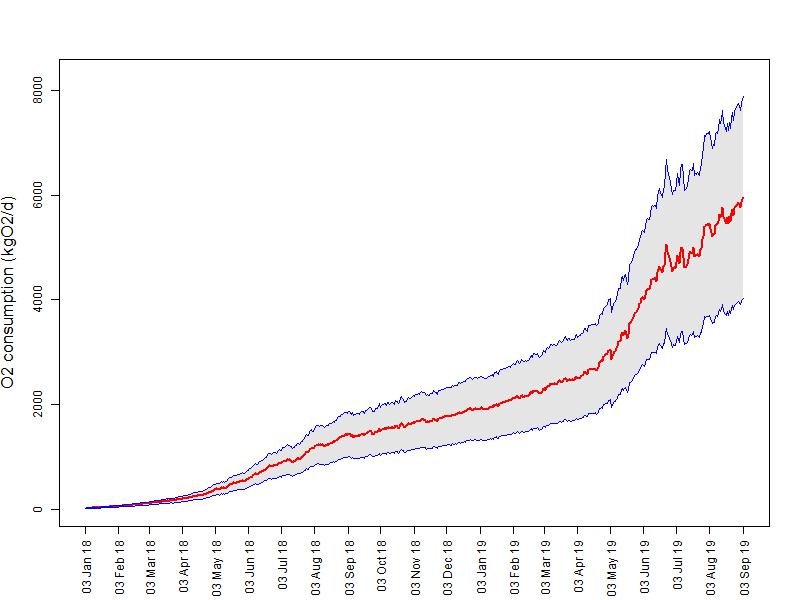 O2 consumption (kgO2/d)
8000
6000
4000
2000
0
03 Jan 18
03 Feb 18
03 Mar 18
03 Apr 18
03 May 18
03 Jun 18
03 Jul 18
03 Aug 18
03 Sep 18
03 Oct 18
03 Nov 18
03 Dec 18
03 Jan 19
03 Feb 19
03 Mar 19
03 Apr 19
03 May 19
03 Jun 19
03 Jul 19
03 Aug 19
03 Sep 19